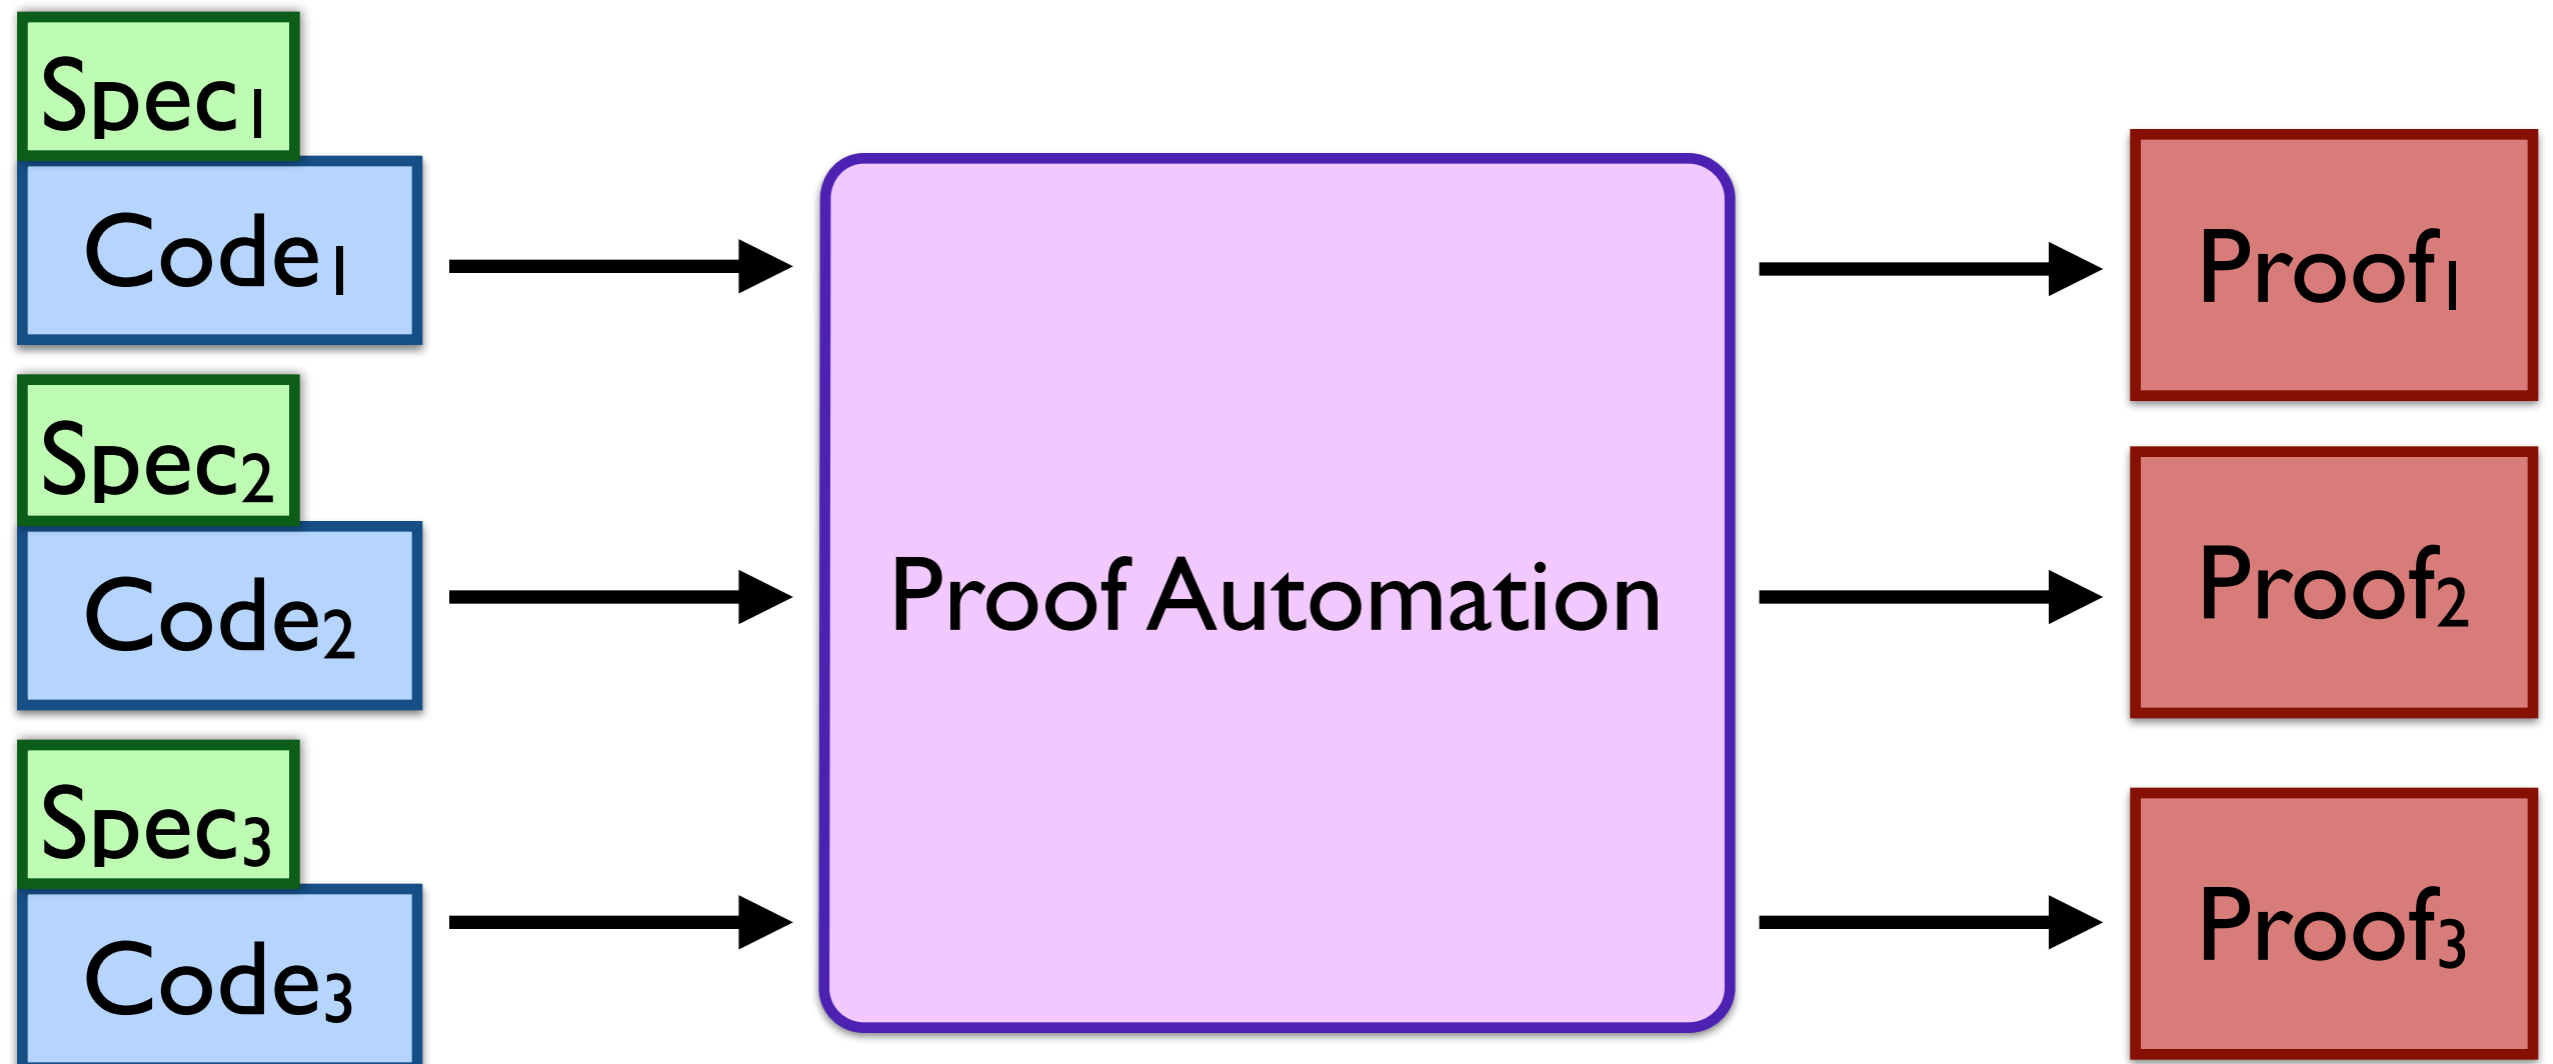 Spec₁
Code₁
Spec₂
Code₂
Spec₃
Code₃
Proof Automation
Proof₁
Proof₂
Proof₃